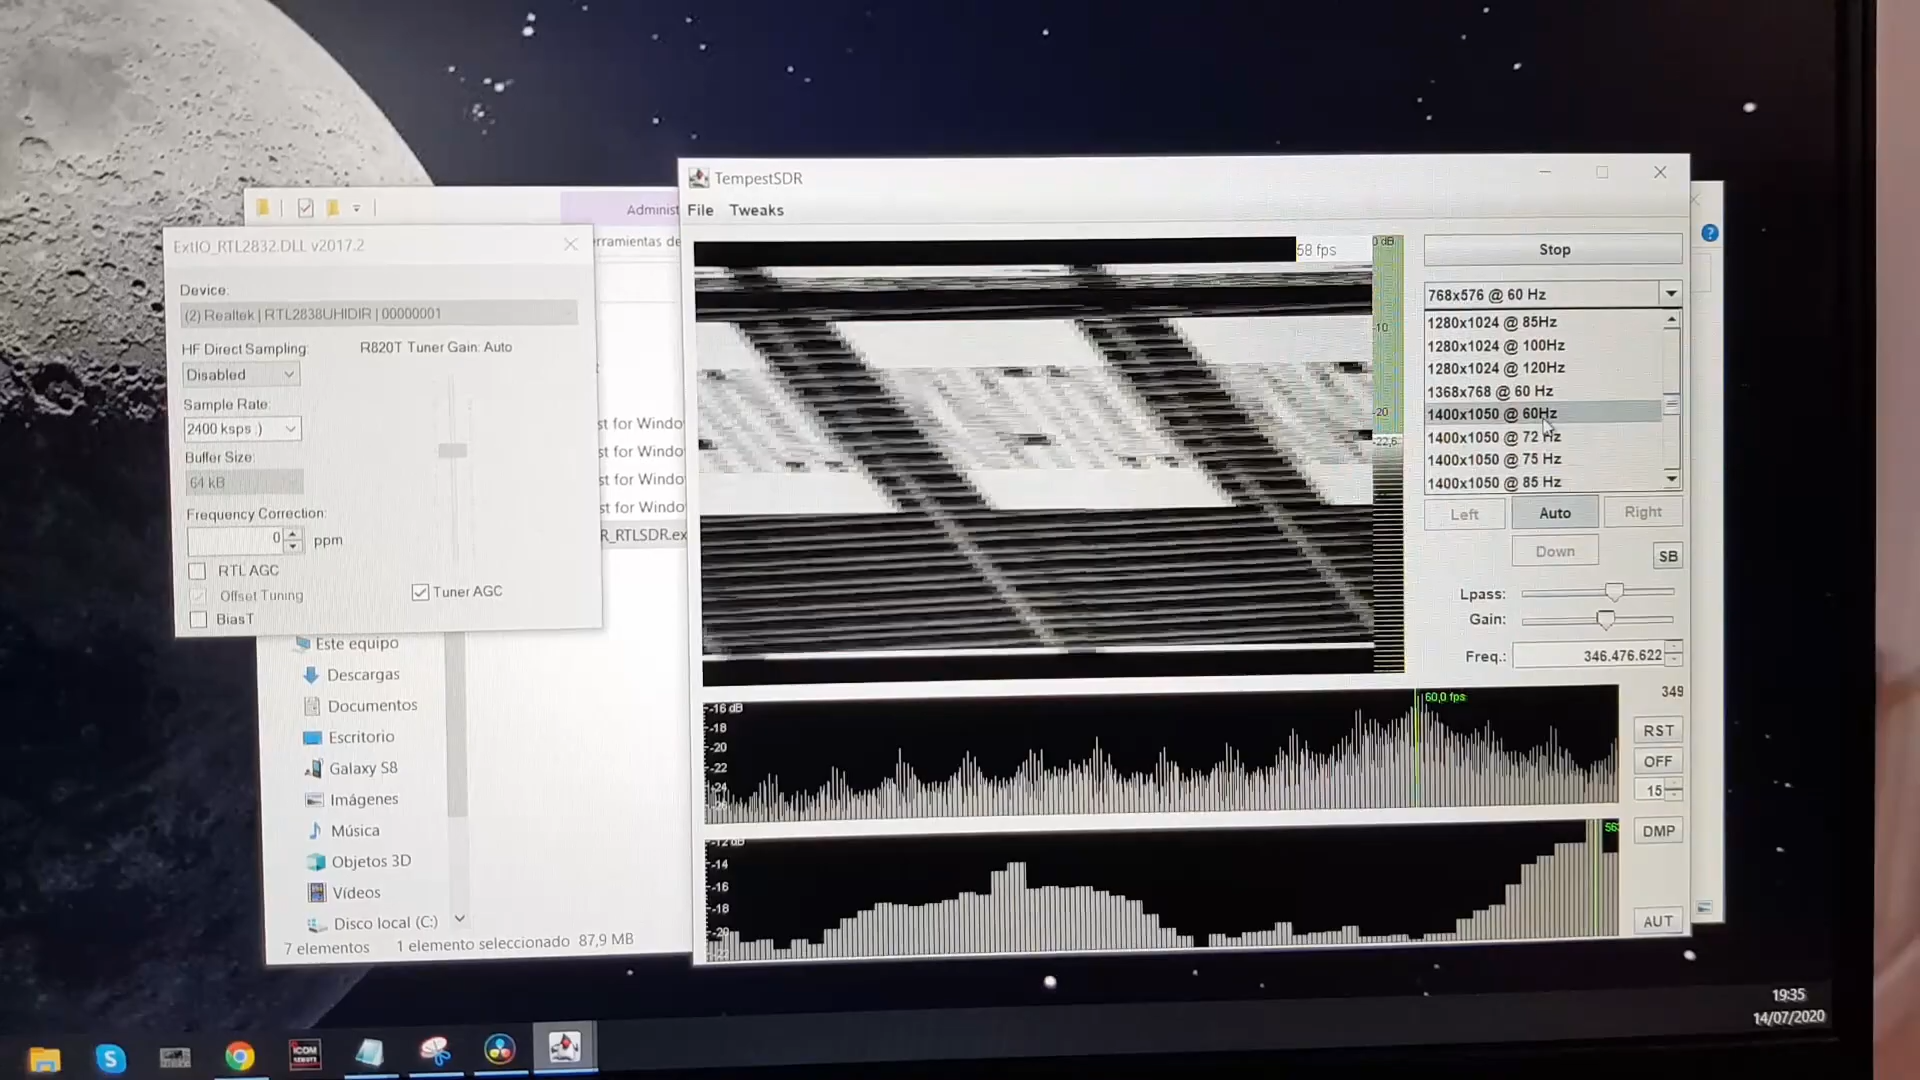 Administ
rramientas de
ExtIO_RTL2832.DLL v2017.2
Device:
(2) Realtek | RTL2838UHIDIR | 00000001
HF Direct Sampling:
R820T Tuner Gain: Auto
Disabled
Sample Rate:
2400 ksps .)
Buffer Size:
64 kB
Frequency Correction:
0
ppm
RTL AGC
Offset Tuning
Tuner AGC
BiasT
st for Windo
st for Windo
st for Windo
st for Windo
R_RTLSDR.ex
Este equipo
Descargas
Documentos
Escritorio
Galaxy S8
Imágenes
Música
Objetos 3D
Vídeos
Disco local (C:)
7 elementos
1 elemento seleccionado
87,9 MB
TempestSDR
File
Tweaks
58 fps
0 dB
-10
-20
-22,6
Stop
768x576 @ 60 Hz
1280x1024 @ 85Hz
1280x1024 @ 100Hz
1280x1024 @ 120Hz
1368x768 @ 60 Hz
1400x1050 @ 60Hz
1400x1050 @ 72 Hz
1400x1050 @ 75 Hz
1400x1050 @ 85 Hz
Left
Auto
Right
Down
SB
Lpass:
Gain:
Freq.:
346.476.622
349
-16 dB
-18
-20
-22
-24
60,0 fps
RST
OFF
15
DMP
-12 dB
-14
-16
-18
-20
AUT
?
S
ICOM
19:35
14/07/2020